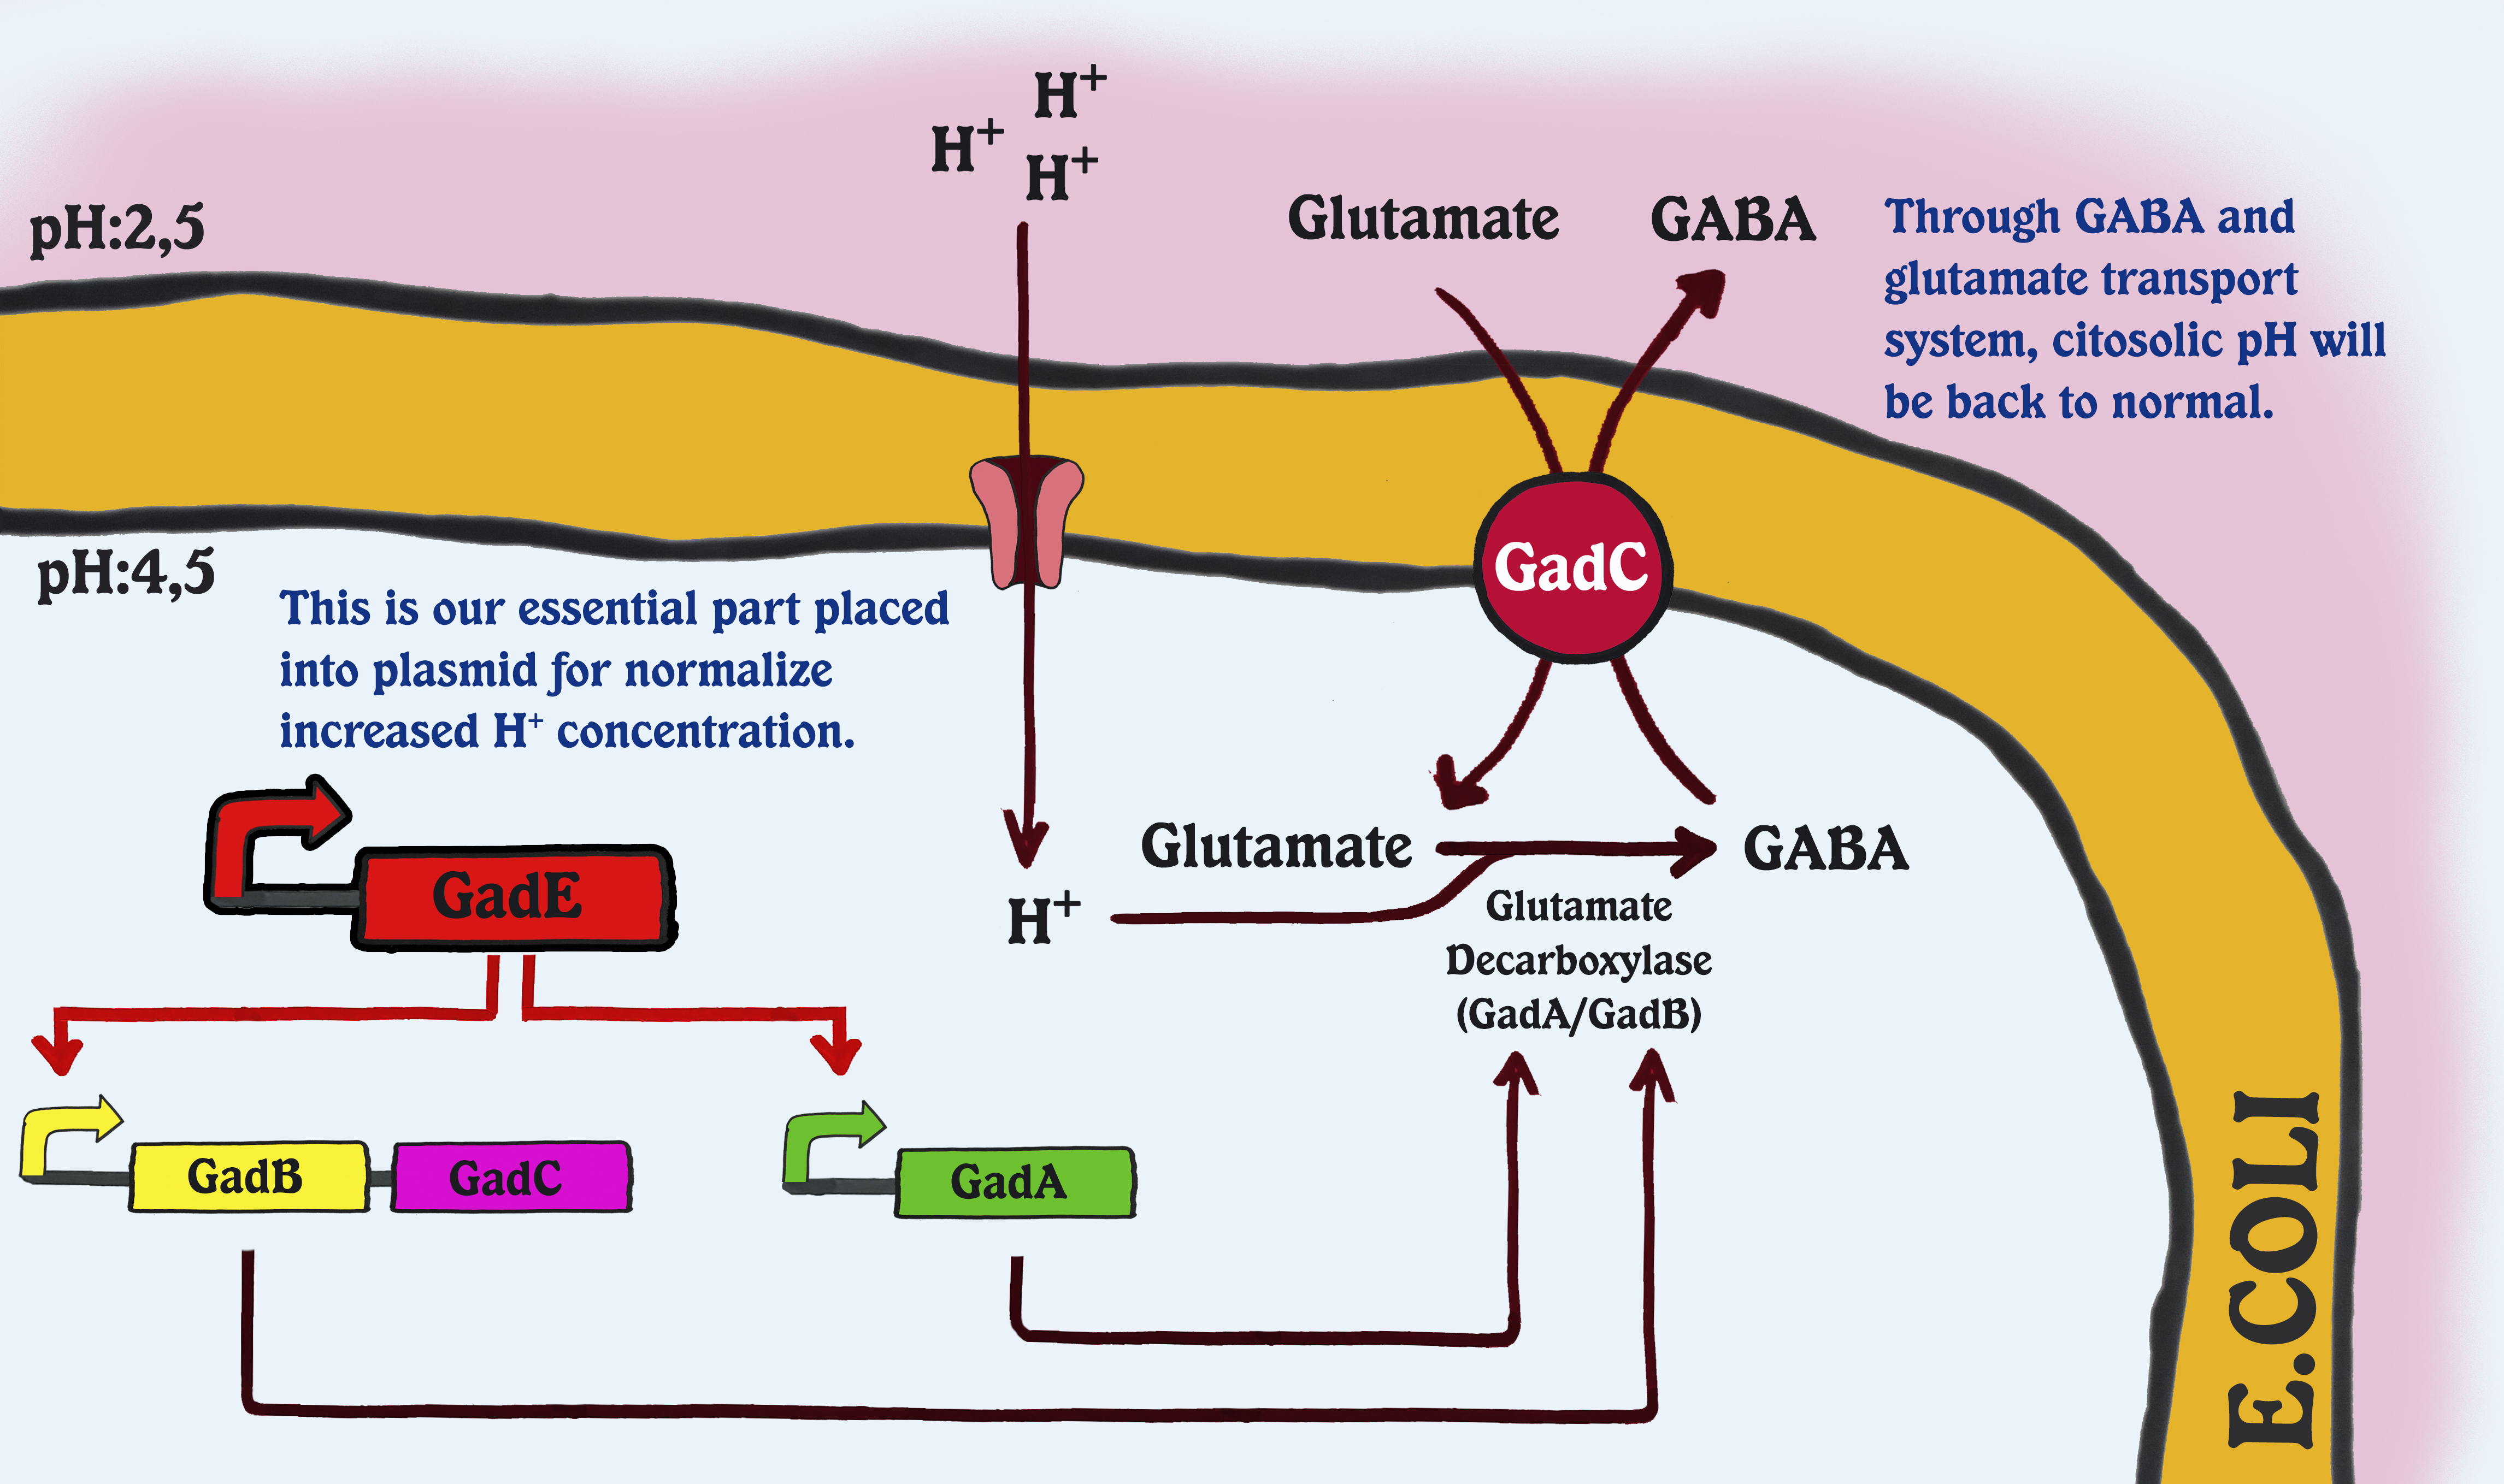 H+
H+
H+
pH:2,5
Glutamate
GABA
Through GABA and
glutamate transport
system, citosolic pH will
be back to normal.
GadC
pH:4,5
This is our essential part placed
into plasmid for normalize
increased H+ concentration.
Glutamate
GABA
GadE
H+
Glutamate
Decarboxylase
(GadA/GadB)
GadB
GadC
GadA
E.COLI